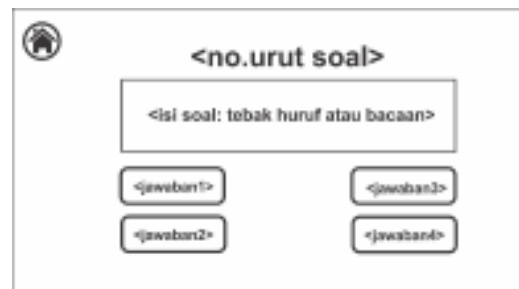 <no.urut soal>
<isi soal: tebak huruf atau bacaan>
<jawaban1>
<jawaban3>
<jawaban2>
<jawaban4>